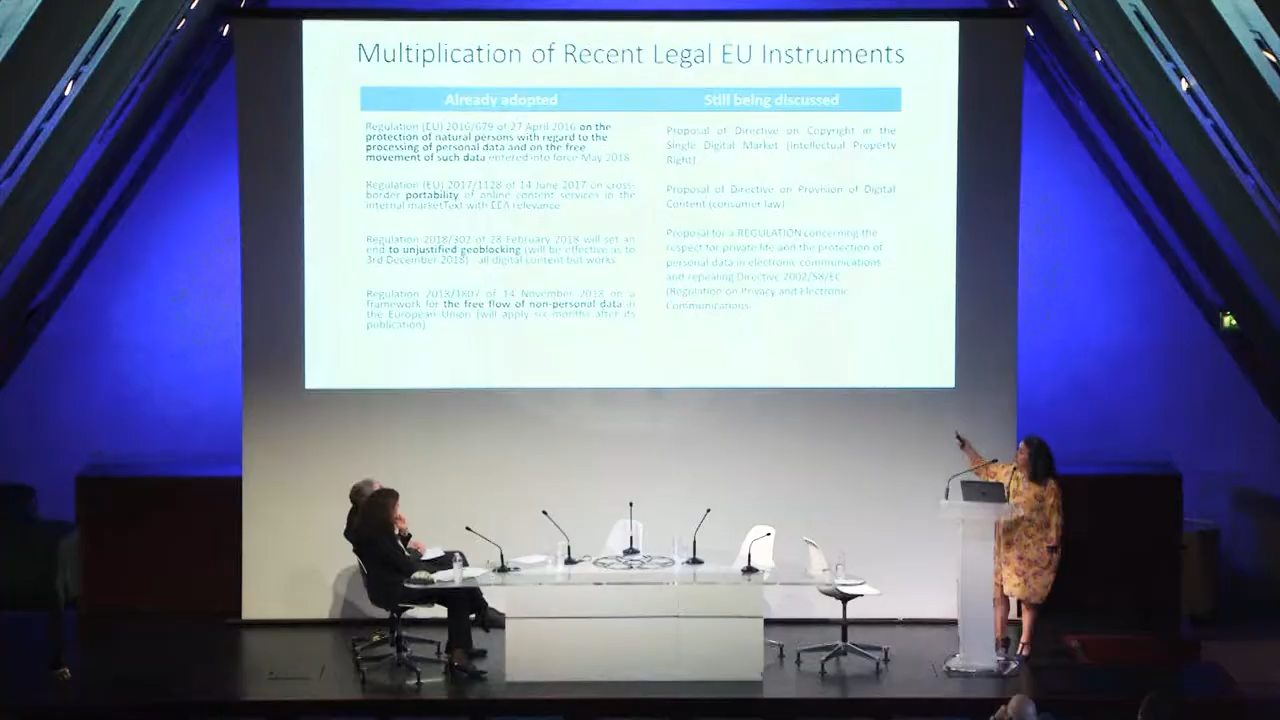 Multiplication of Recent Legal EU Instruments
Already adopted
Regulation (EU) 2016/679 of 27 April 2016 on the
protection of natural persons with regard to the
processing of personal data and on the free
movement of such data entered into force May 2018
Regulation (EU) 2017/1128 of 14 June 2017 on cross-
border portability of online content services in the
internal marketText with EEA relevance
Regulation 2018/302 of 28 February 2018 will set an
end to unjustified geoblocking (will be effective as to
3rd December 2018) all digital content but works
Regulation 2018/1807 of 14 November 2018 on a
framework for the free flow of non-personal data in
the European Union (will apply six months after its
publication)
Still being discussed
Proposal of Directive on Copyright in the
Single Digital Market (Intellectual Property
Right)
Proposal of Directive on Provision of Digital
Content (consumer law)
Proposal for a REGULATION concerning the
respect for private life and the protection of
personal data in electronic communications
and repealing Directive 2002/58/EC
(Regulation on Privacy and Electronic
Communications